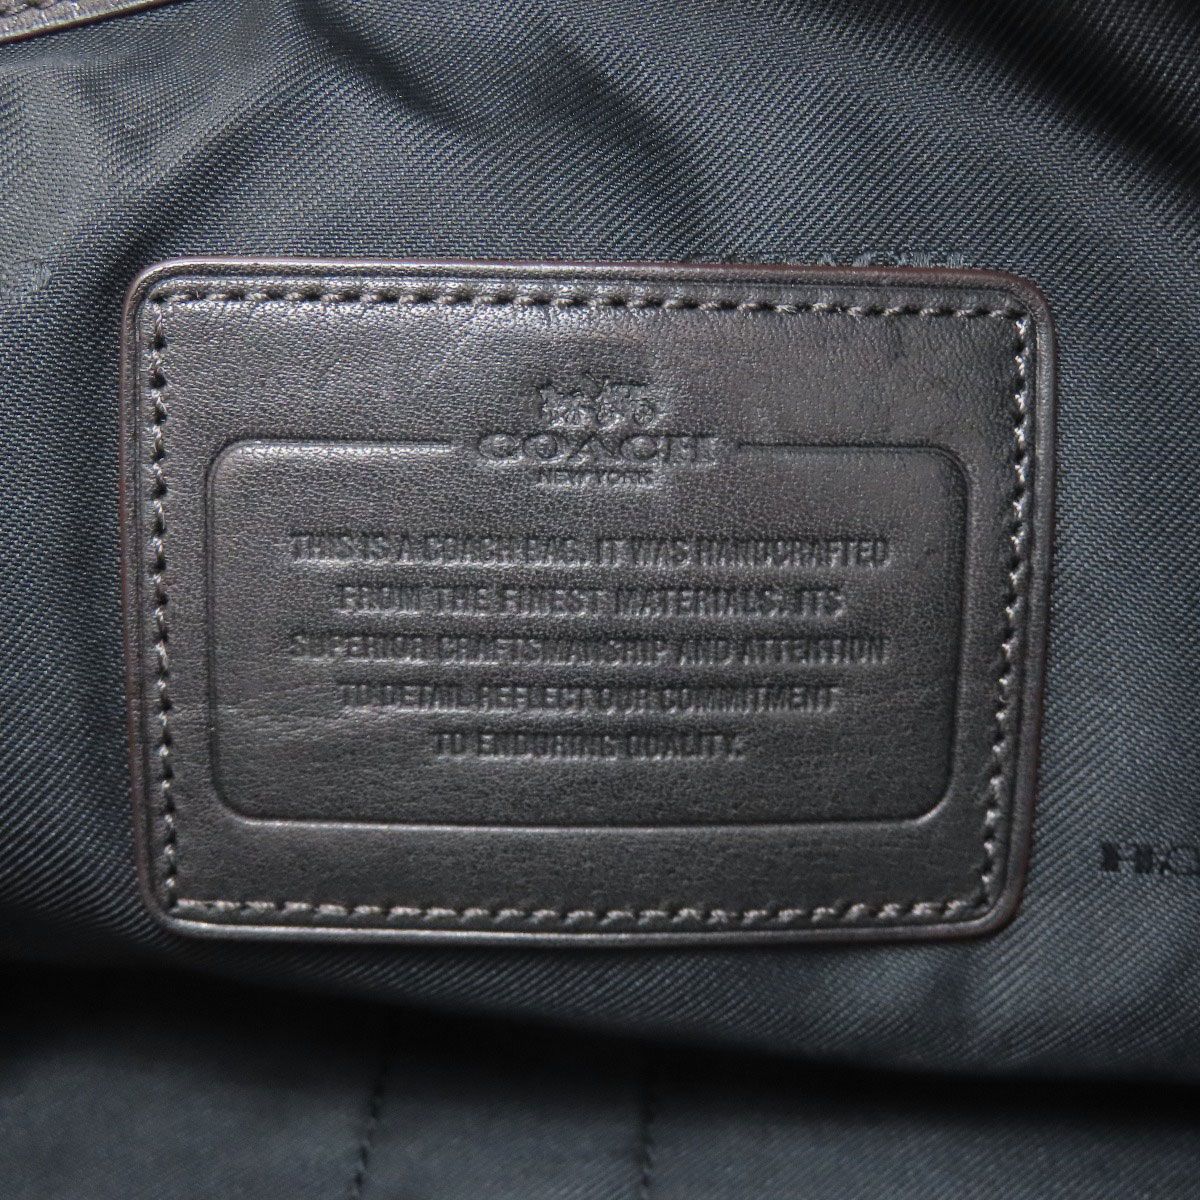 COACH
NEW YORK
THIS IS A COACH BAG. IT WAS HANDCRAFTED
FROM THE FINEST MATERIALS. ITS
SUPERIOR CRAFTSMANSHIP AND ATTENTION
TO DETAIL REFLECT OUR COMMITMENT
TO ENDURING QUALITY.